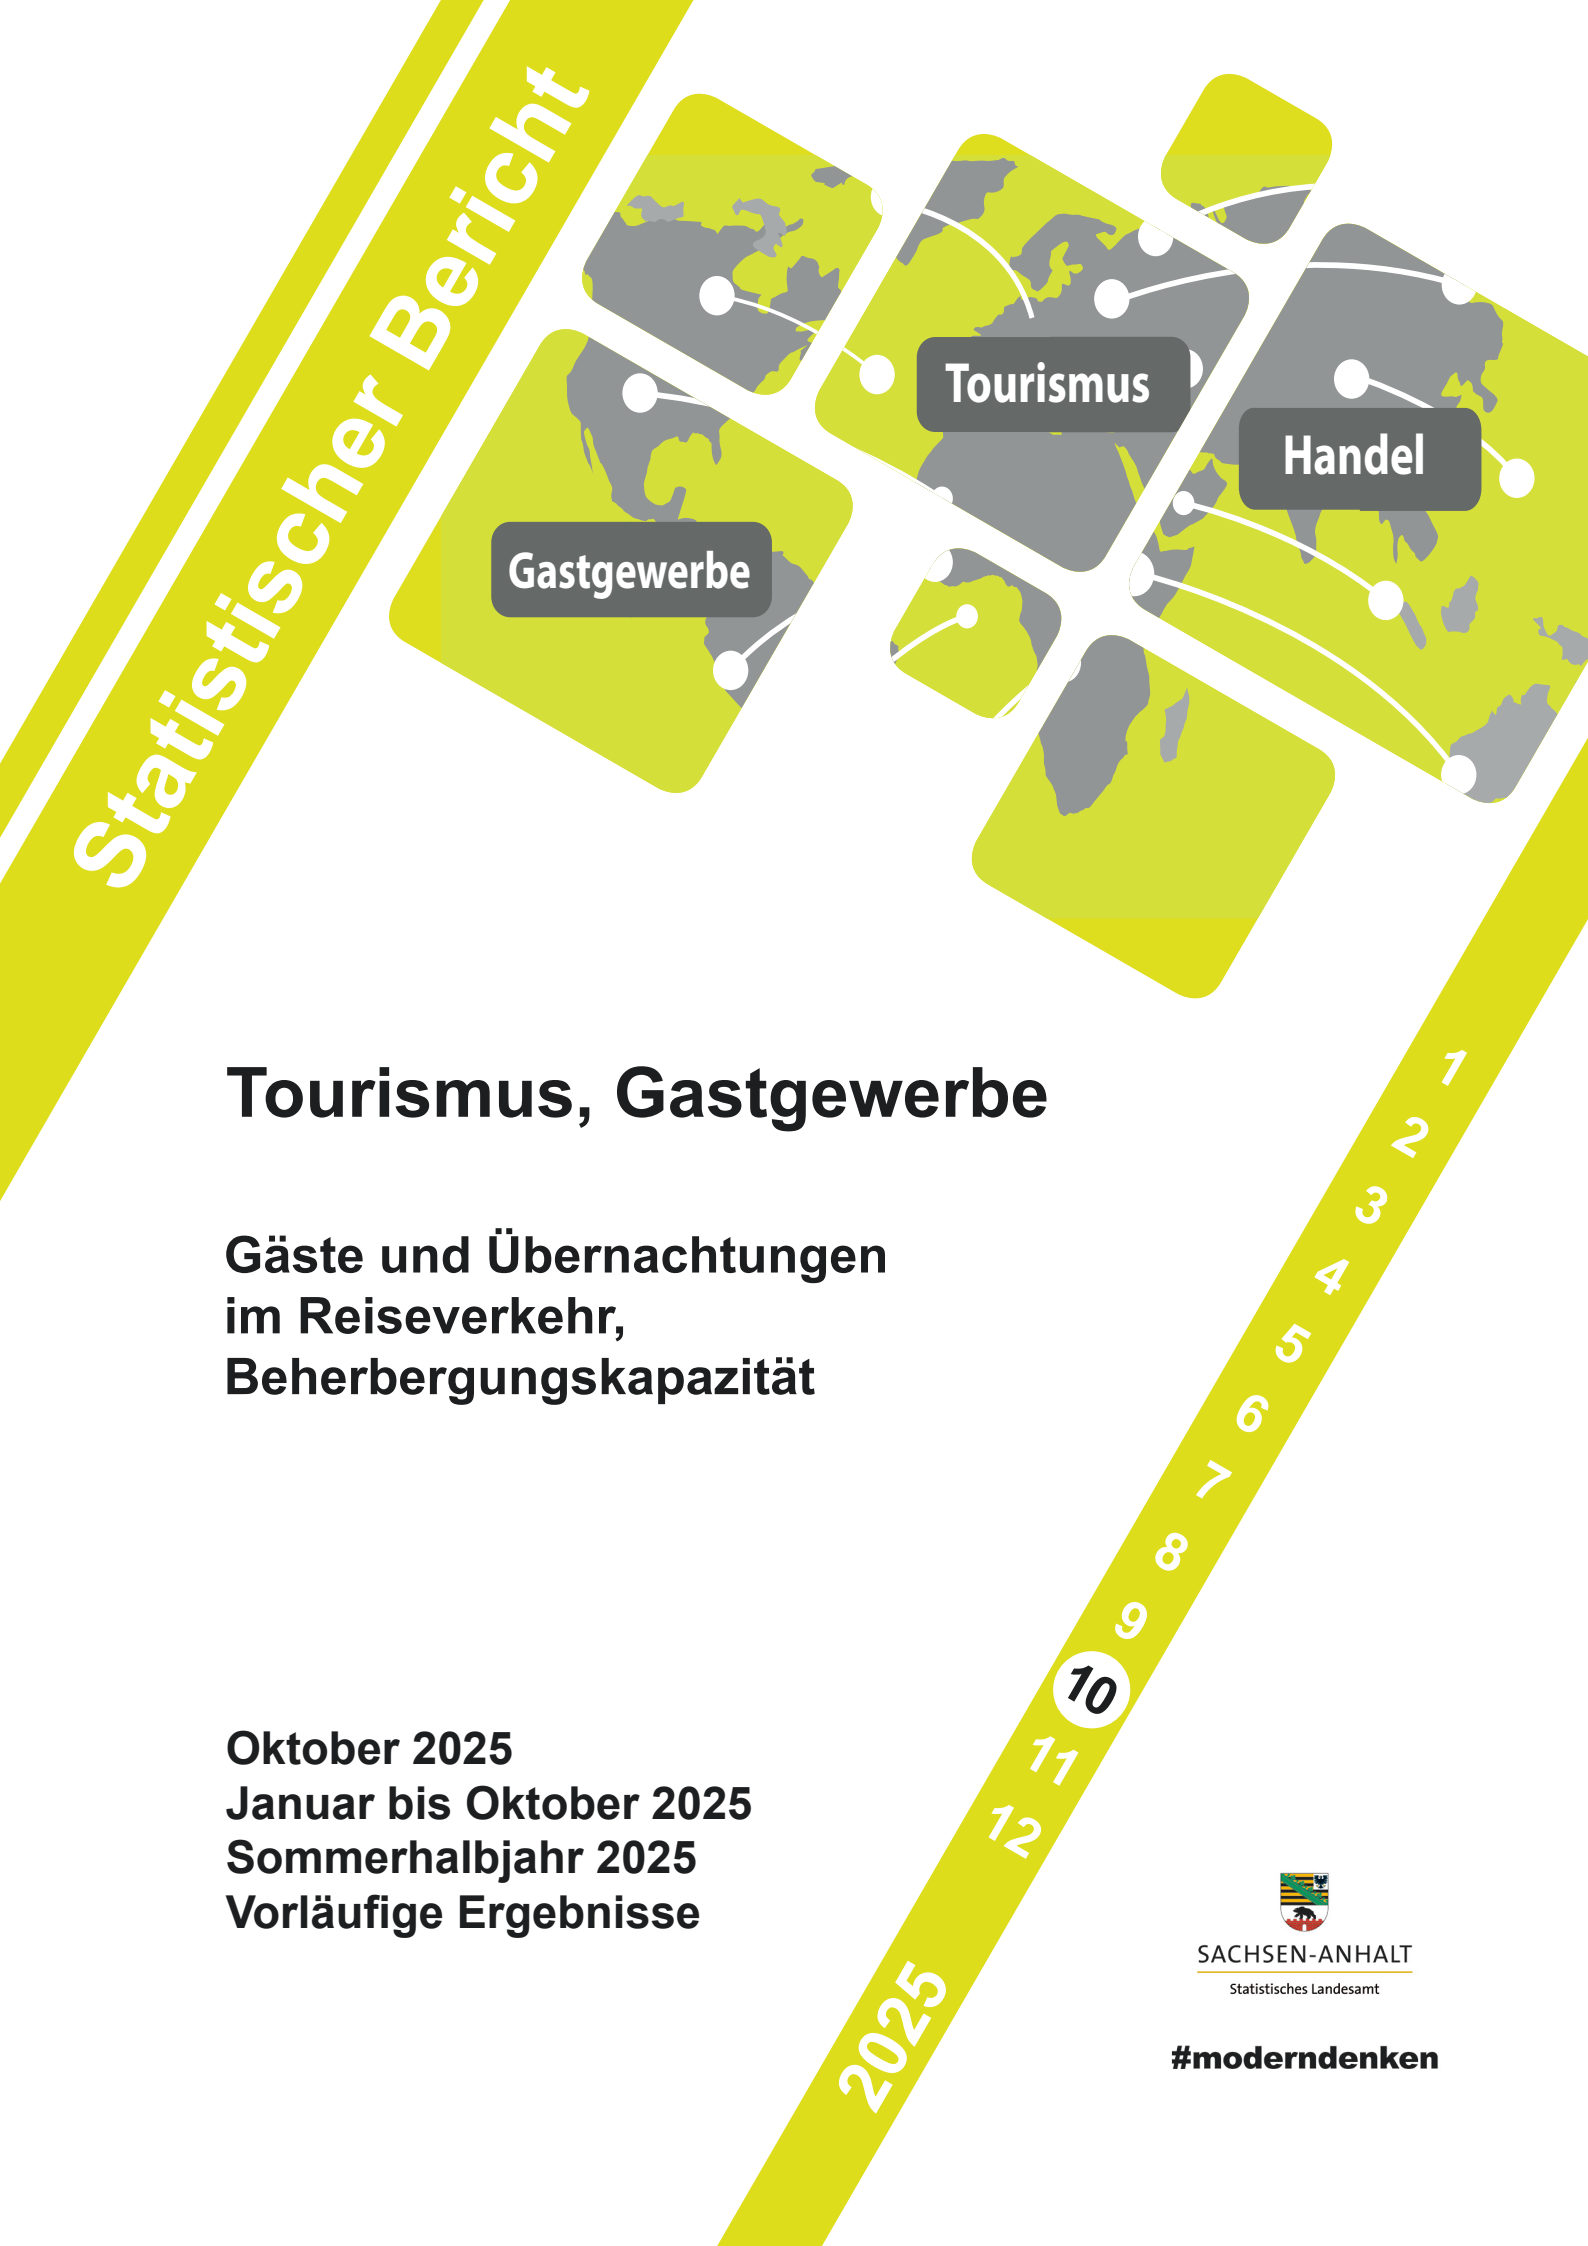 Statistischer Bericht
Tourismus
Handel
Gastgewerbe
Tourismus, Gastgewerbe
Gäste und Übernachtungen
im Reiseverkehr,
Beherbergungskapazität
1
2
3
4
5
6
7
8
9
10
11
12
2025
Oktober 2025
Januar bis Oktober 2025
Sommerhalbjahr 2025
Vorläufige Ergebnisse
SACHSEN-ANHALT
Statistisches Landesamt
#moderndenken